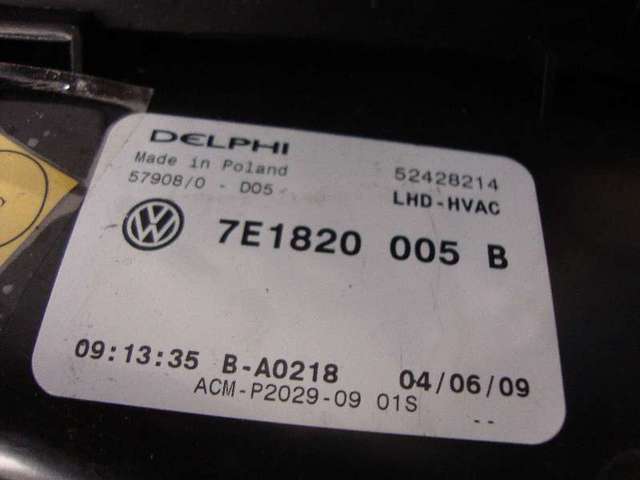 DELPHI
Made in Poland
57908/0 - D05
52428214
LHD-HVAC
7E1820 005 B
09:13:35 B-A0218 04/06/09
ACM-P2029-09 01S --